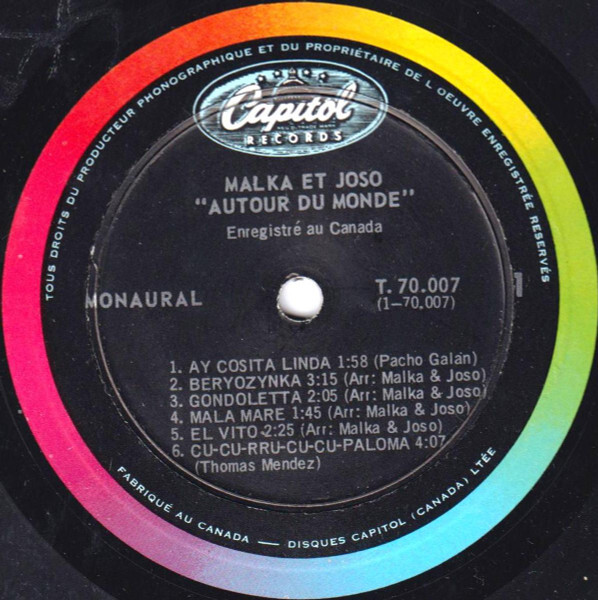 TOUS DROITS DU PRODUCTEUR PHONOGRAPHIQUE ET DU PROPRIÉTAIRE DE L'OEUVRE ENREGISTRÉE RESERVÉS
Capitol
RECORDS
MALKA ET JOSO
"AUTOUR DU MONDE"
Enregistré au Canada
MONAURAL
T. 70.007
(1—70,007)
1
1. AY COSITA LINDA 1:58 (Pacho Galán)
2. BERYOZYNKA 3:15 (Arr: Malka & Joso)
3. GONDOLETTA 2:05 (Arr: Malka & Joso)
4. MALA MARE 1:45 (Arr: Malka & Joso)
5. EL VITO 2:25 (Arr: Malka & Joso)
6. CU-CU-RRU-CU-CU-PALOMA 4:07
(Thomas Mendez)
FABRIQUÉ AU CANADA — DISQUES CAPITOL (CANADA) LTÉE